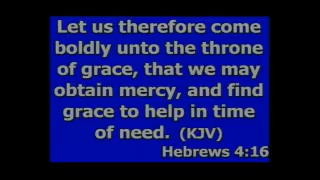 Let us therefore come
boldly unto the throne
of grace, that we may
obtain mercy, and find
grace to help in time
of need. (KJV)
Hebrews 4:16